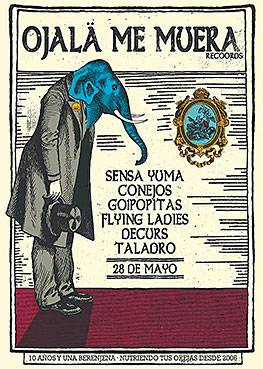 OJALÄ ME MUERA
RECOORDS
SENSA YUMA
CONEJOS
GOIPOPITAS
FLYING LADIES
DECURS
TALADRO
28 DE MAYO
10 AÑOS Y UNA BERENJENA · NUTRIENDO TUS OREJAS DESDE 2006